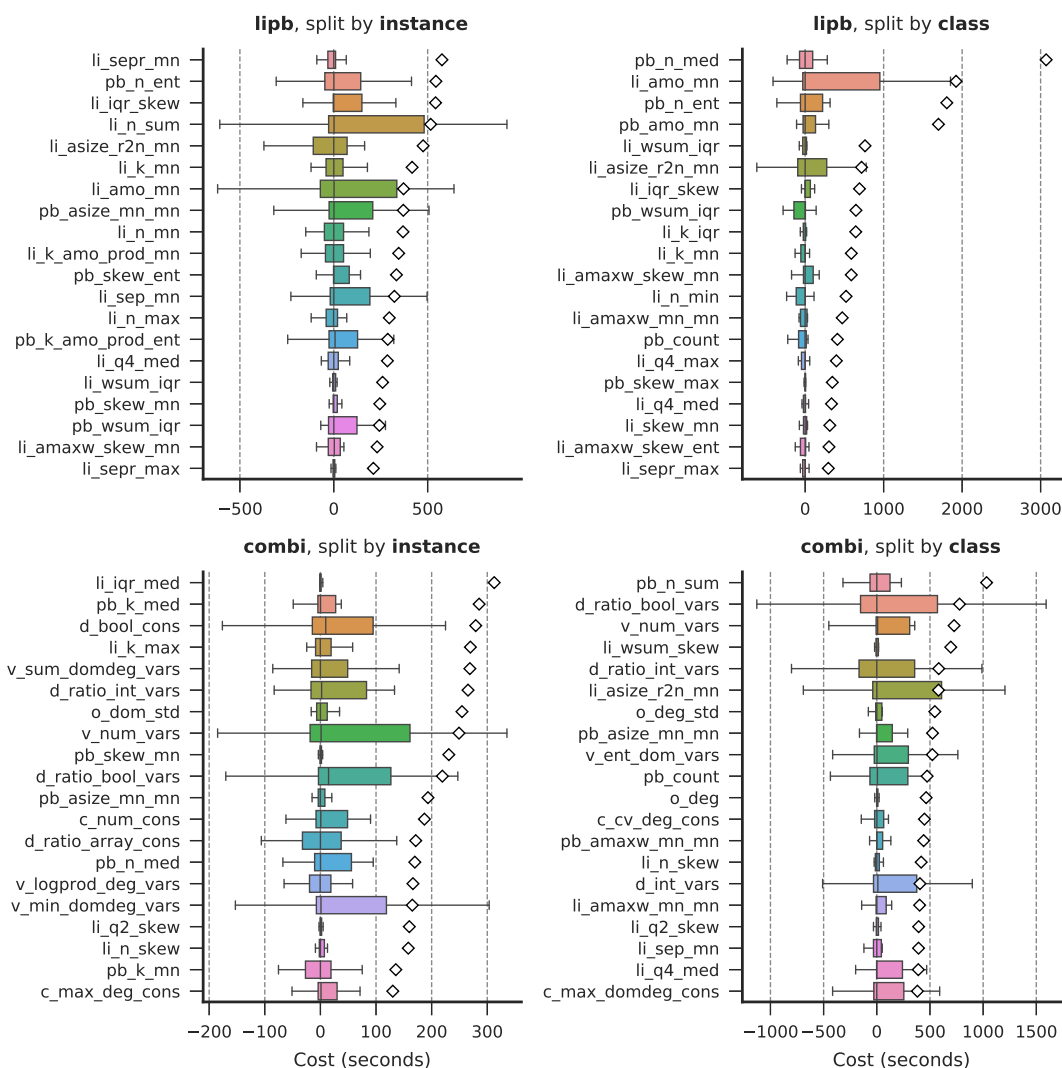 lipb, split by instance
li_sepr_mn
pb_n_ent
li_iqr_skew
li_n_sum
li_asize_r2n_mn
li_k_mn
li_amo_mn
pb_asize_mn_mn
li_n_mn
li_k_amo_prod_mn
pb_skew_ent
li_sep_mn
li_n_max
pb_k_amo_prod_ent
li_q4_med
li_wsum_iqr
pb_skew_mn
pb_wsum_iqr
li_amaxw_skew_mn
li_sepr_max
−500 0 500
lipb, split by class
pb_n_med
li_amo_mn
pb_n_ent
pb_amo_mn
li_wsum_iqr
li_asize_r2n_mn
li_iqr_skew
pb_wsum_iqr
li_k_iqr
li_k_mn
li_amaxw_skew_mn
li_n_min
li_amaxw_mn_mn
pb_count
li_q4_max
pb_skew_max
li_q4_med
li_skew_mn
li_amaxw_skew_ent
li_sepr_max
0 1000 2000 3000
combi, split by instance
li_iqr_med
pb_k_med
d_bool_cons
li_k_max
v_sum_domdeg_vars
d_ratio_int_vars
o_dom_std
v_num_vars
pb_skew_mn
d_ratio_bool_vars
pb_asize_mn_mn
c_num_cons
d_ratio_array_cons
pb_n_med
v_logprod_deg_vars
v_min_domdeg_vars
li_q2_skew
li_n_skew
pb_k_mn
c_max_deg_cons
−200 −100 0 100 200 300
Cost (seconds)
combi, split by class
pb_n_sum
d_ratio_bool_vars
v_num_vars
li_wsum_skew
d_ratio_int_vars
li_asize_r2n_mn
o_deg_std
pb_asize_mn_mn
v_ent_dom_vars
pb_count
o_deg
c_cv_deg_cons
pb_amaxw_mn_mn
li_n_skew
d_int_vars
li_amaxw_mn_mn
li_q2_skew
li_sep_mn
li_q4_med
c_max_domdeg_cons
−1000 −500 0 500 1000 1500
Cost (seconds)